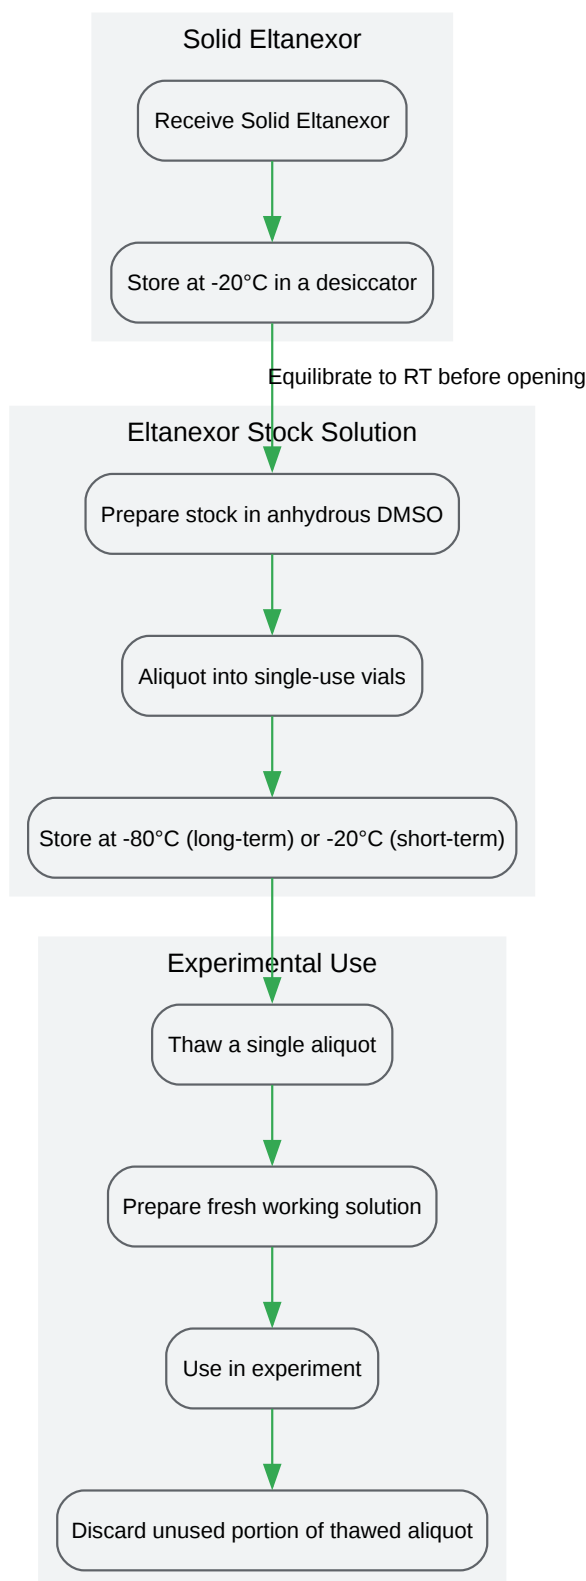 Solid Eltanexor
Receive Solid Eltanexor
Store at -20°C in a desiccator
Equilibrate to RT before opening
Eltanexor Stock Solution
Prepare stock in anhydrous DMSO
Aliquot into single-use vials
Store at -80°C (long-term) or -20°C (short-term)
Experimental Use
Thaw a single aliquot
Prepare fresh working solution
Use in experiment
Discard unused portion of thawed aliquot